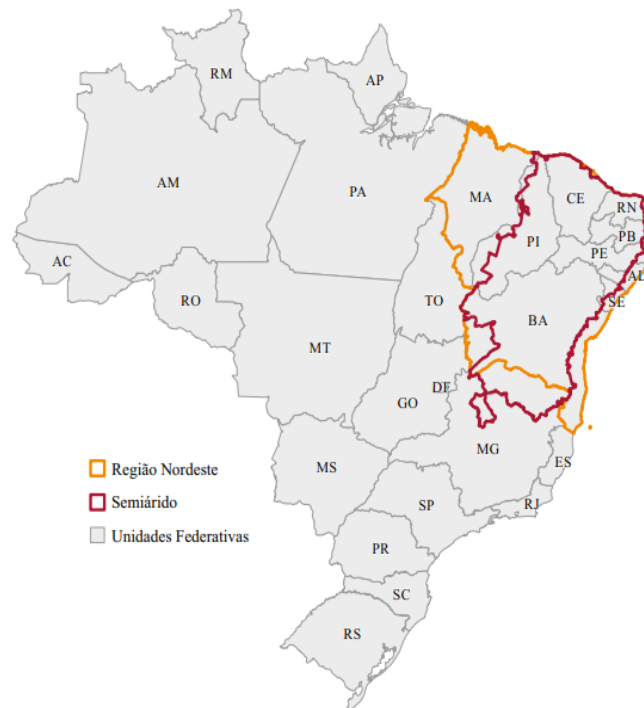 RM
AP
AM
PA
MA
CE
RN
PB
PI
PE
AL
AC
SE
RO
TO
BA
MT
DF
GO
MG
MS
ES
Região Nordeste
Semiárido
SP
RJ
Unidades Federativas
PR
SC
RS